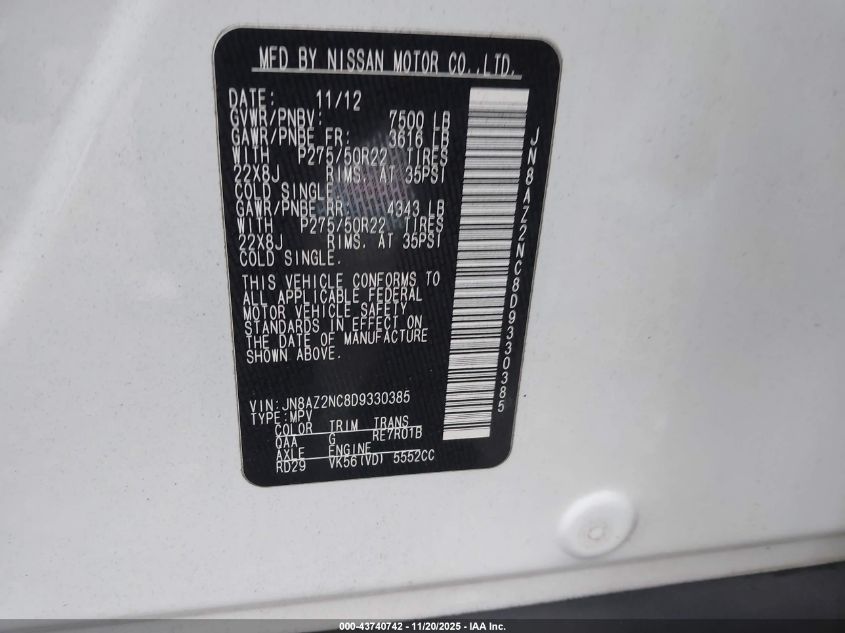 MFD BY NISSAN MOTOR CO.,LTD.
DATE: 11/12
GVWR/PNBV: 7500 LB
GAWR/PNBE FR: 3616 LB
WITH P275/50R22 TIRES
22X8J RIMS. AT 35PSI
COLD SINGLE.
GAWR/PNBE RR: 4343 LB
WITH P275/50R22 TIRES
22X8J RIMS. AT 35PSI
COLD SINGLE.
THIS VEHICLE CONFORMS TO
ALL APPLICABLE FEDERAL
MOTOR VEHICLE SAFETY
STANDARDS IN EFFECT ON
THE DATE OF MANUFACTURE
SHOWN ABOVE.
VIN:JN8AZ2NC8D9330385
TYPE:MPV
COLOR TRIM TRANS
QAA G RE7R01B
AXLE ENGINE
RD29 VK56(VD) 5552CC
JN8AZ2NC8D9330385
000-43740742 - 11/20/2025 - IAA Inc.